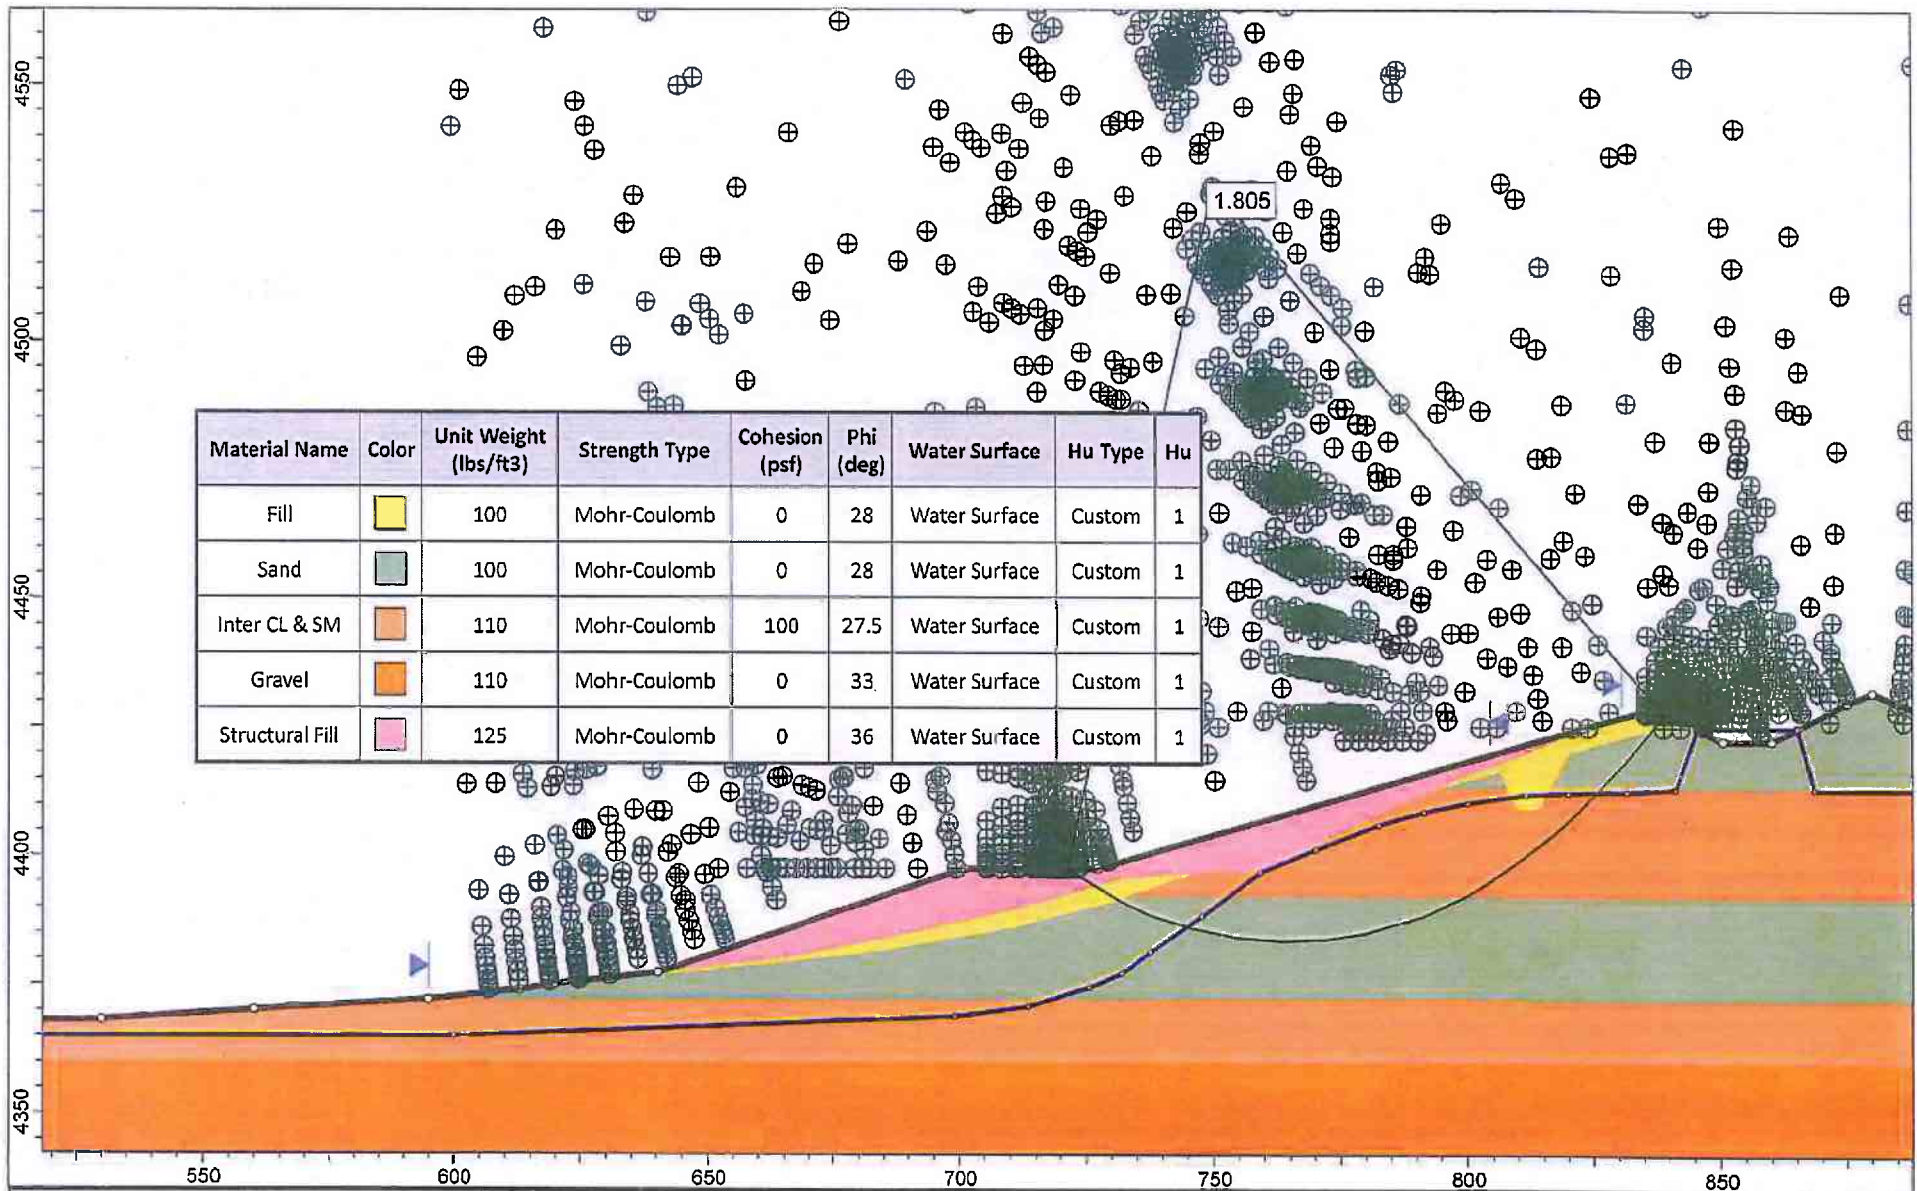 4550
1.805
4500
Material Name Color Unit Weight (lbs/ft3) Strength Type Cohesion (psf) Phi (deg) Water Surface Hu Type Hu
Fill 100 Mohr-Coulomb 0 28 Water Surface Custom 1
Sand 100 Mohr-Coulomb 0 28 Water Surface Custom 1
Inter CL & SM 110 Mohr-Coulomb 100 27.5 Water Surface Custom 1
Gravel 110 Mohr-Coulomb 0 33 Water Surface Custom 1
Structural Fill 125 Mohr-Coulomb 0 36 Water Surface Custom 1
4450
4400
4350
550 600 650 700 750 800 850